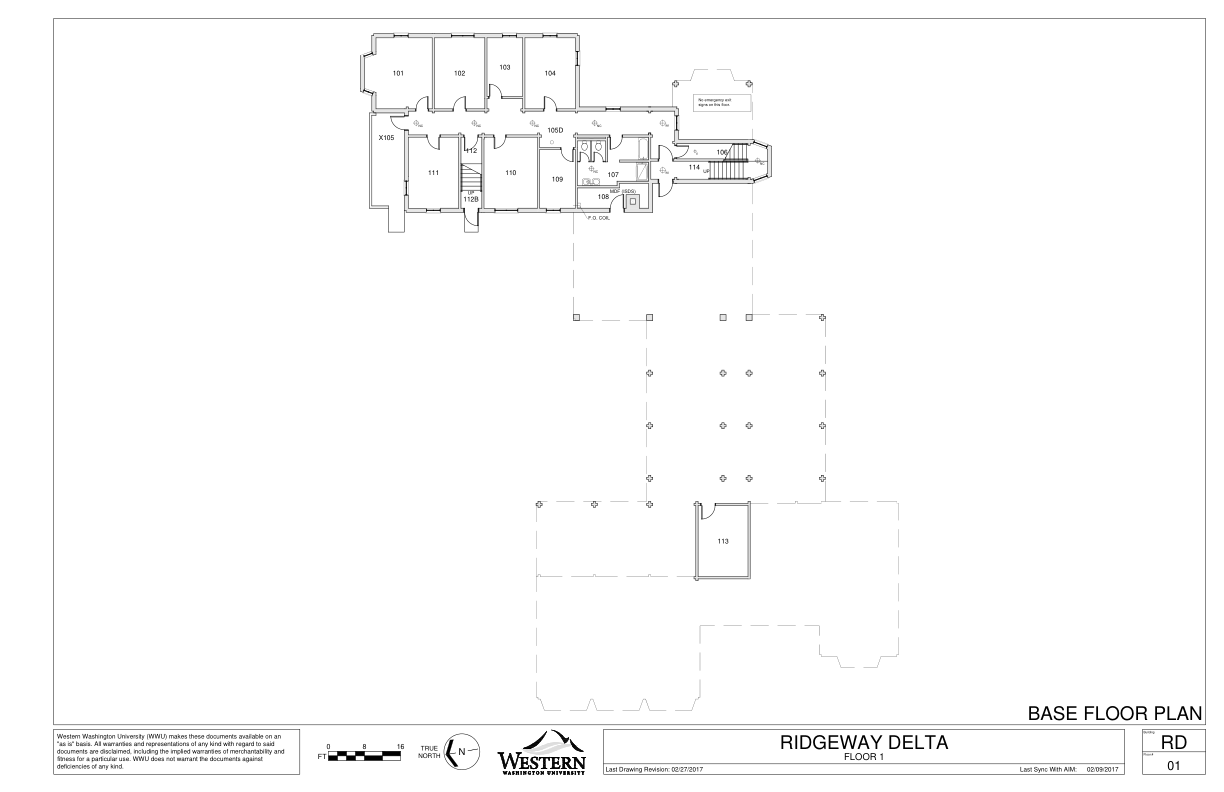 101
102
103
104
No emergency exit
signs on this floor.
X105
105D
112
106
114
UP
111
110
109
107
UP
112B
MDF (ISDS)
108
F.O. COIL
113
BASE FLOOR PLAN
Western Washington University (WWU) makes these documents available on an
"as is" basis. All warranties and representations of any kind with regard to said
documents are disclaimed, including the implied warranties of merchantability and
fitness for a particular use. WWU does not warrant the documents against
deficiencies of any kind.
0 8 16
FT
TRUE
NORTH
N
WESTERN
WASHINGTON UNIVERSITY
RIDGEWAY DELTA
FLOOR 1
Last Drawing Revision: 02/27/2017
Last Sync With AIM: 02/09/2017
Building
RD
Floor #
01